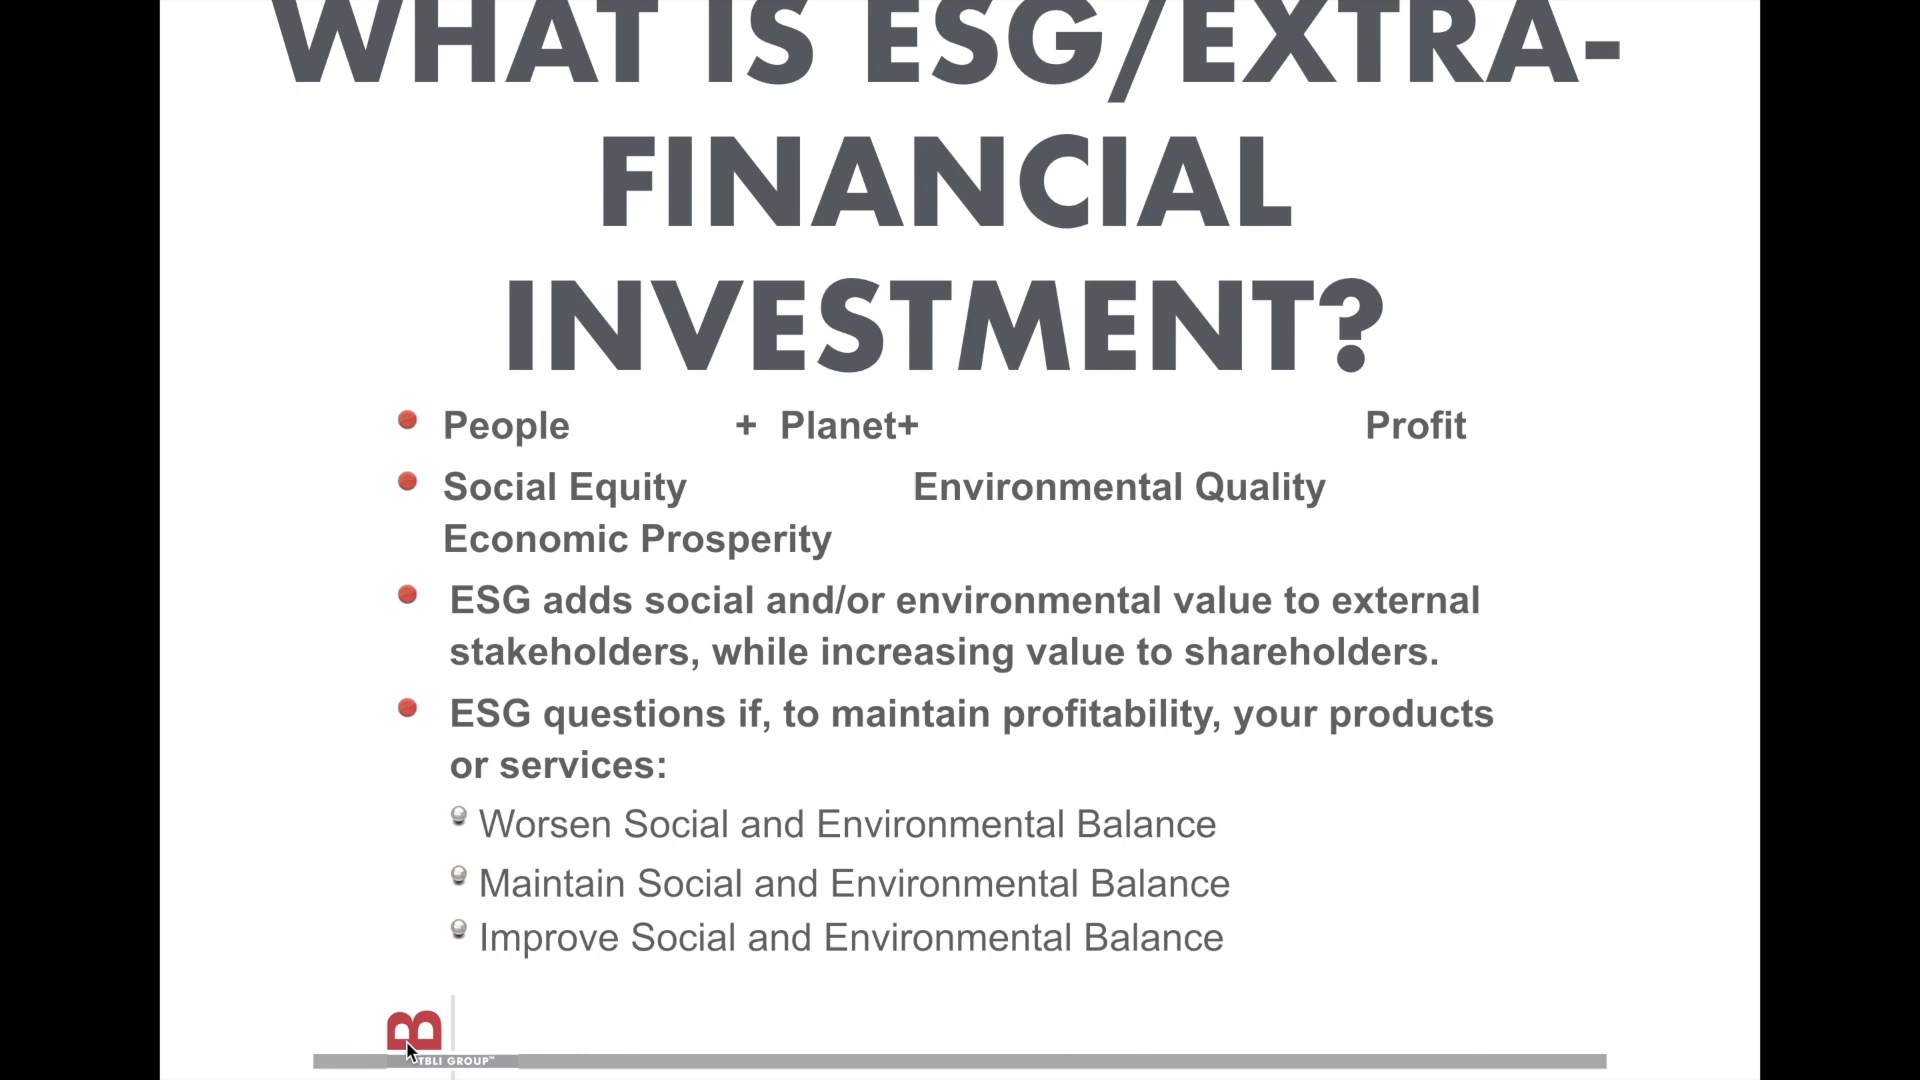 WHAT IS ESG/EXTRA-
FINANCIAL
INVESTMENT?
People + Planet+ Profit
Social Equity Environmental Quality
Economic Prosperity
ESG adds social and/or environmental value to external
stakeholders, while increasing value to shareholders.
ESG questions if, to maintain profitability, your products
or services:
Worsen Social and Environmental Balance
Maintain Social and Environmental Balance
Improve Social and Environmental Balance
B
TBLI GROUP™